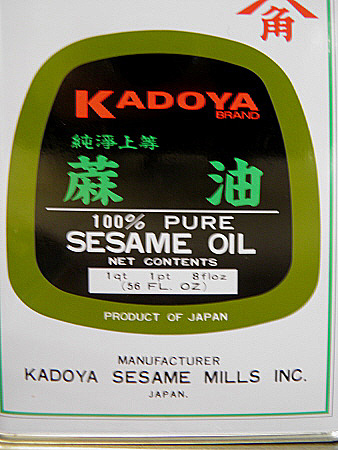 角
KADOYA
BRAND
純淨上等
蔴油
100% PURE
SESAME OIL
NET CONTENTS
1qt 1pt 8floz
(56 FL. OZ)
PRODUCT OF JAPAN
MANUFACTURER
KADOYA SESAME MILLS INC.
JAPAN.